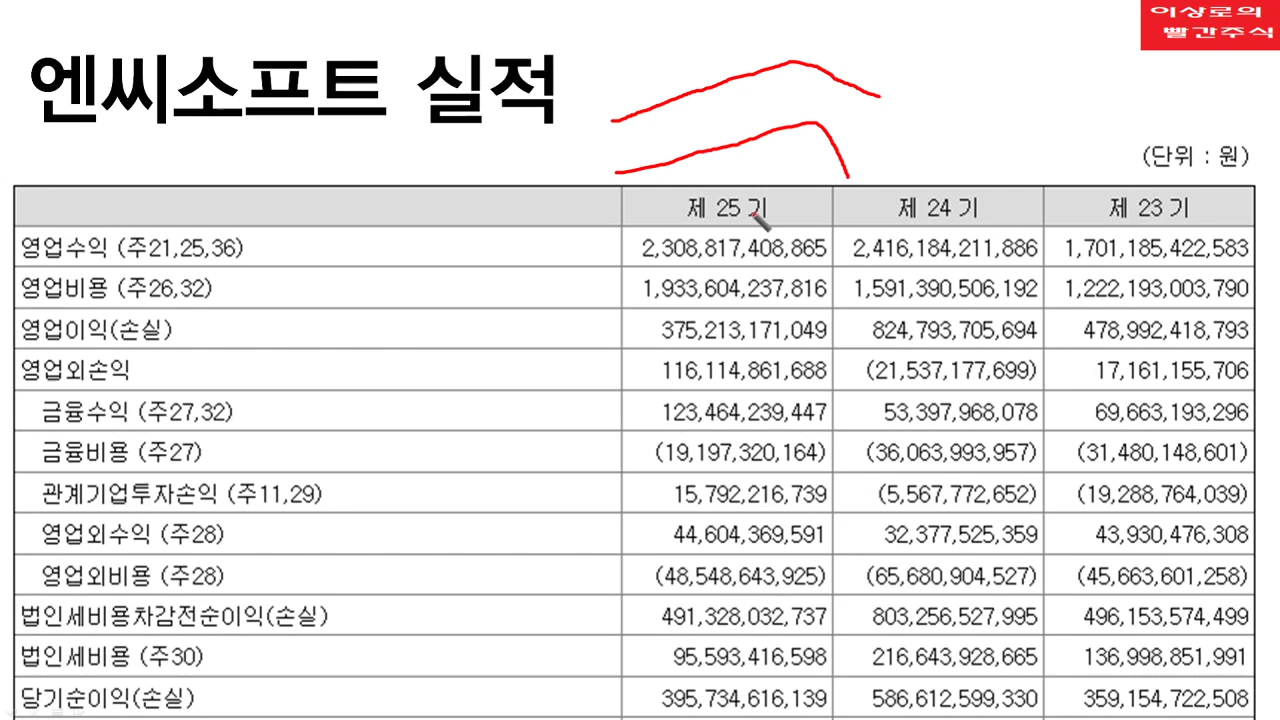 이상로의
빨간주식
엔씨소프트 실적
(단위 : 원)
제 25 기 제 24 기 제 23 기
영업수익 (주21,25,36) 2,308,817,408,865 2,416,184,211,886 1,701,185,422,583
영업비용 (주26,32) 1,933,604,237,816 1,591,390,506,192 1,222,193,003,790
영업이익(손실) 375,213,171,049 824,793,705,694 478,992,418,793
영업외손익 116,114,861,688 (21,537,177,699) 17,161,155,706
금융수익 (주27,32) 123,464,239,447 53,397,968,078 69,663,193,296
금융비용 (주27) (19,197,320,164) (36,063,993,957) (31,480,148,601)
관계기업투자손익 (주11,29) 15,792,216,739 (5,567,772,652) (19,288,764,039)
영업외수익 (주28) 44,604,369,591 32,377,525,359 43,930,476,308
영업외비용 (주28) (48,548,643,925) (65,680,904,527) (45,663,601,258)
법인세비용차감전순이익(손실) 491,328,032,737 803,256,527,995 496,153,574,499
법인세비용 (주30) 95,593,416,598 216,643,928,665 136,998,851,991
당기순이익(손실) 395,734,616,139 586,612,599,330 359,154,722,508